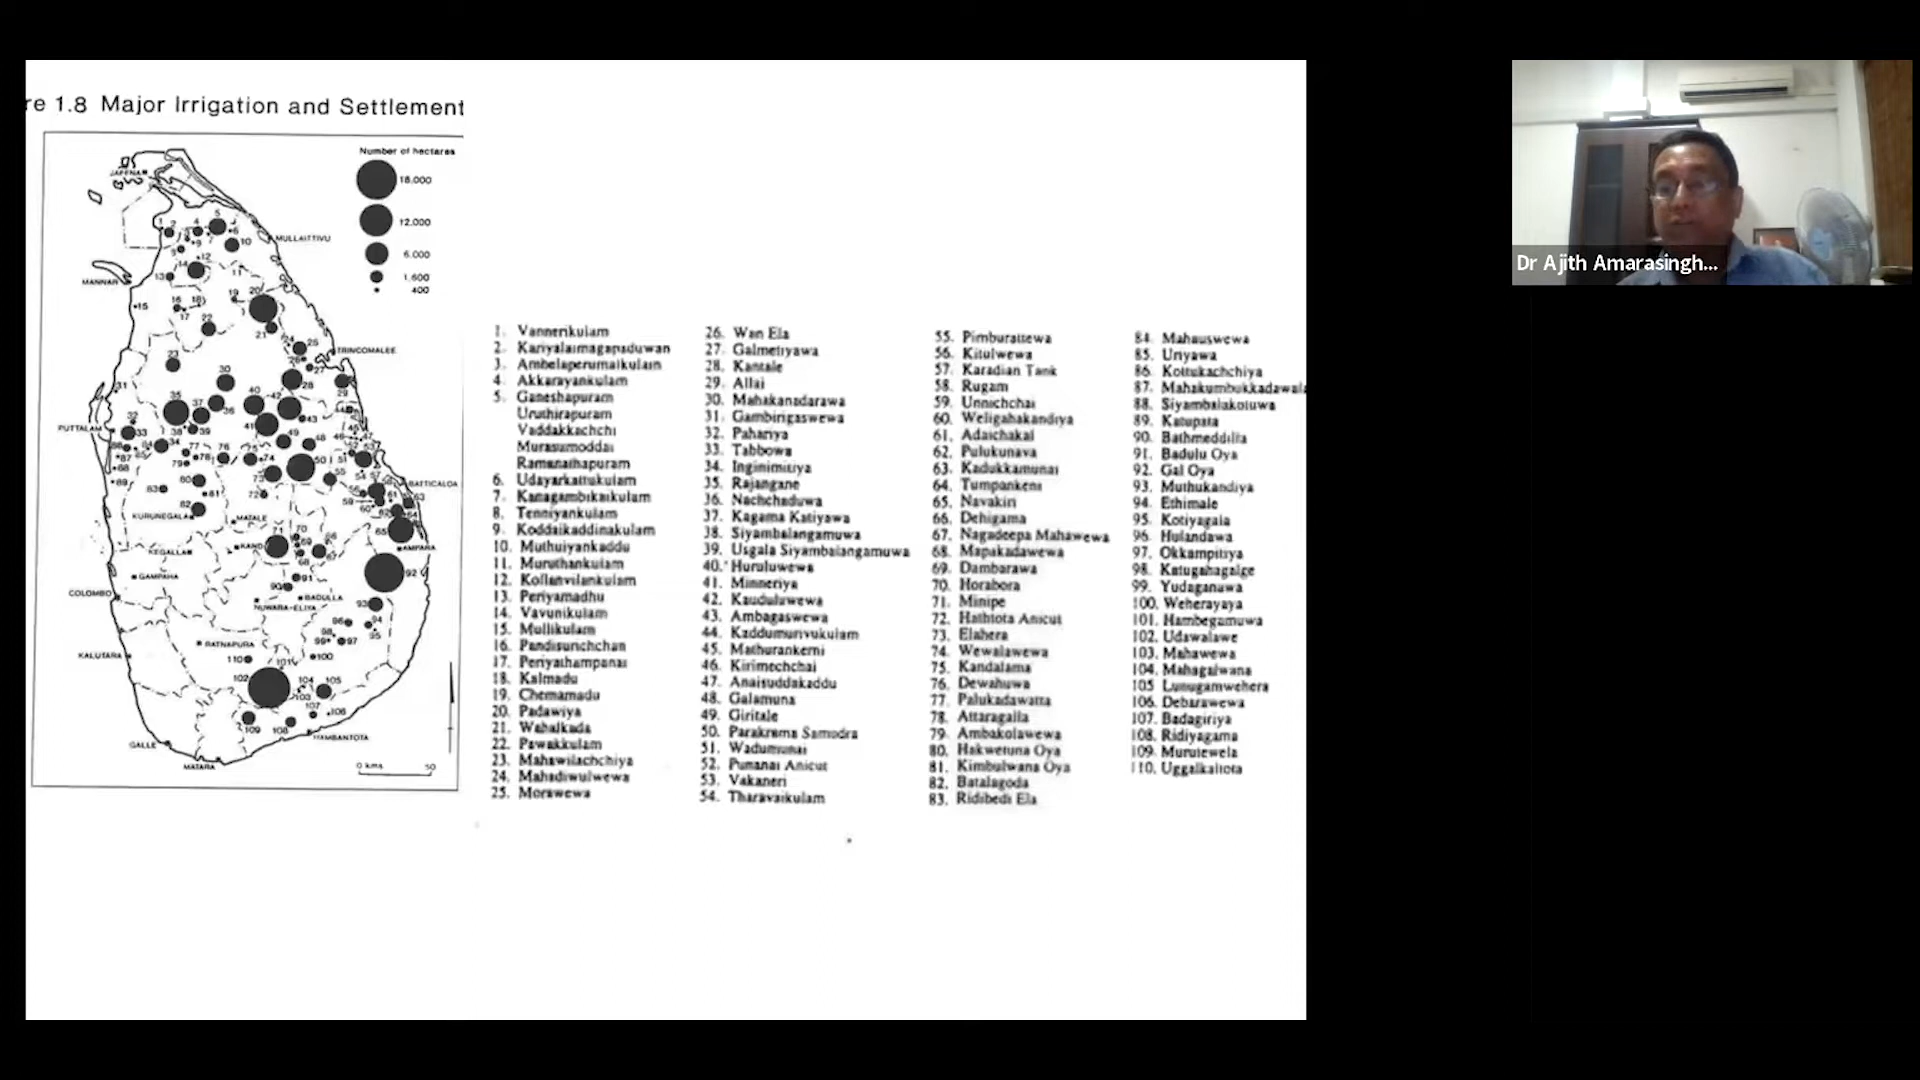 re 1.8 Major Irrigation and Settlement
Number of hectares
18.000
12.000
6.000
1.600
400
JAFFNA
MULLAITTIVU
MANNAR
TRINCOMALEE
PUTTALAM
BATTICALOA
KURUNEGALA
MATALE
KEGALLA
KAND
AMPARA
GAMPAHA
COLOMBO
BADULLA
NUWARA-ELIYA
RATNAPURA
KALUTARA
GALLE
HAMBANTOTA
MATARA
0 kms 50
1. Vannerikulam
2. Kariyalaimaganaduwan
3. Ambelaperumalkulam
4. Akkarayankulam
5. Ganeshapuram
Uruthirapuram
Vaddakkachchi
Murasumoddai
Ramanathapuram
6. Udayarkattukulam
7. Kanagambikaikulam
8. Tenniyankulam
9. Koddaikaddinakulam
10. Muthuiyankaddu
11. Muruthankulam
12. Kollanvilankulam
13. Periyamadhu
14. Vavunikulam
15. Mullikulam
16. Pandisurichchan
17. Periyathampanai
18. Kalmadu
19. Chemamadu
20. Padawiya
21. Wahalkada
22. Pawakkulam
23. Mahawilachchiya
24. Mahadiwulwewa
25. Morawewa
26. Wan Ela
27. Galmetiyawa
28. Kantale
29. Allai
30. Mahakanadarawa
31. Gambirigaswewa
32. Pahariya
33. Tabbowa
34. Inginimitiya
35. Rajangane
36. Nachchaduwa
37. Kagama Katiyawa
38. Siyambalangamuwa
39. Usgala Siyambalangamuwa
40. Huruluwewa
41. Minneriya
42. Kauduluwewa
43. Ambagaswewa
44. Kaddumurivukulam
45. Mathurankerni
46. Kirimechchai
47. Anaisuddakaddu
48. Galamuna
49. Giritale
50. Parakrama Samudra
51. Wadumunai
52. Punanai Anicut
53. Vakaneri
54. Tharavaikulam
55. Pimburattewa
56. Kitulwewa
57. Karadian Tank
58. Rugam
59. Unnichchai
60. Weligahakandiya
61. Adaichakal
62. Pulukunava
63. Kadukkamunai
64. Tumpankeni
65. Navakiri
66. Dehigama
67. Nagadeepa Mahawewa
68. Mapakadawewa
69. Dambarawa
70. Horabora
71. Minipe
72. Hathtota Anicut
73. Elahera
74. Wewalawewa
75. Kandalama
76. Dewahuwa
77. Palukadawatta
78. Attaragalla
79. Ambakolawewa
80. Hakwetuna Oya
81. Kimbulwana Oya
82. Batalagoda
83. Ridibedi Ela
84. Mahauswewa
85. Uriyawa
86. Kottukachchiya
87. Mahakumbukkadawala
88. Siyambalakotuwa
89. Katupata
90. Bathmeddilla
91. Badulu Oya
92. Gal Oya
93. Muthukandiya
94. Ethimale
95. Kotiyagala
96. Hulandawa
97. Okkampitiya
98. Katugahagalge
99. Yudaganawa
100. Weherayaya
101. Hambegamuwa
102. Udawalawe
103. Mahawewa
104. Mahagalwana
105 Lunugamwehera
106. Debarawewa
107. Badagiriya
108. Ridiyagama
109. Murutewela
110. Uggalkaltota
Dr Ajith Amarasingh...